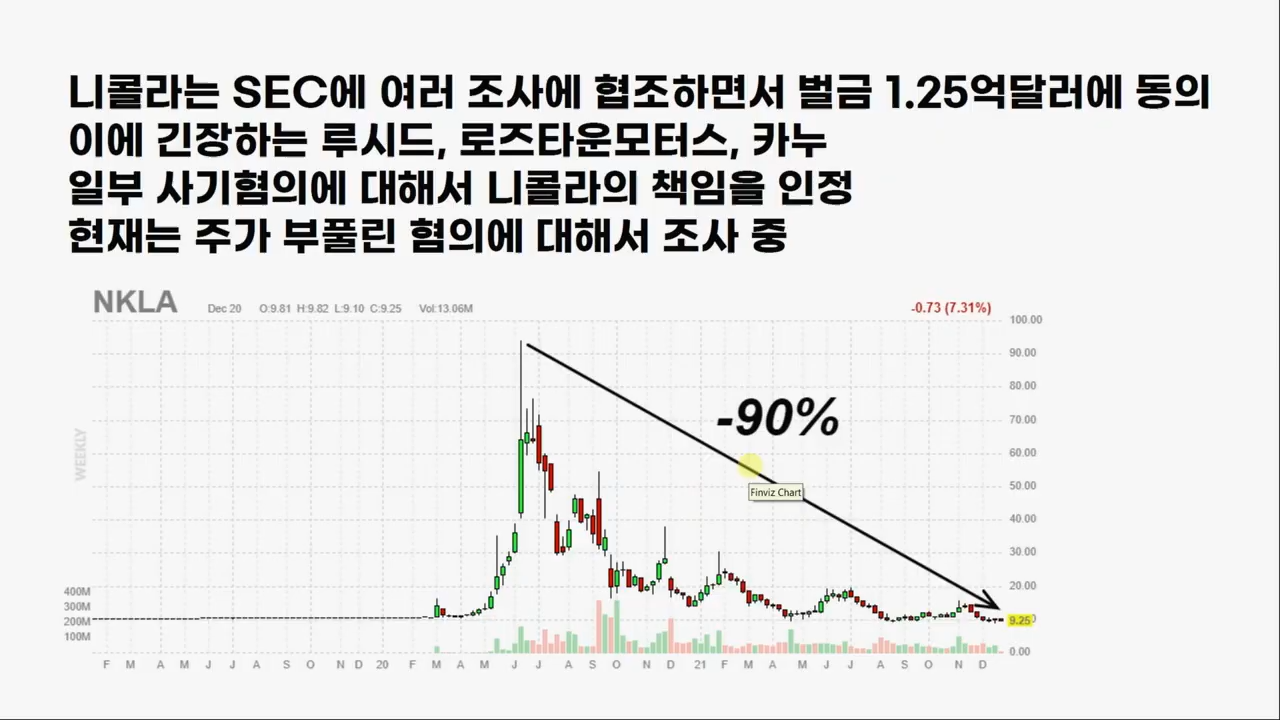 니콜라는 SEC에 여러 조사에 협조하면서 벌금 1.25억달러에 동의
이에 긴장하는 루시드, 로즈타운모터스, 카누
일부 사기혐의에 대해서 니콜라의 책임을 인정
현재는 주가 부풀린 혐의에 대해서 조사 중
NKLA Dec 20 O:9.81 H:9.82 L:9.10 C:9.25 Vol:13.06M -0.73 (7.31%)
100.00
90.00
80.00
-90%
70.00
WEEKLY
60.00
Finviz Chart
50.00
40.00
30.00
400M 20.00
300M
200M 9.25
100M
0.00
F M A M J J A S O N D 20 F M A M J J A S O N D 21 F M A M J J A S O N D